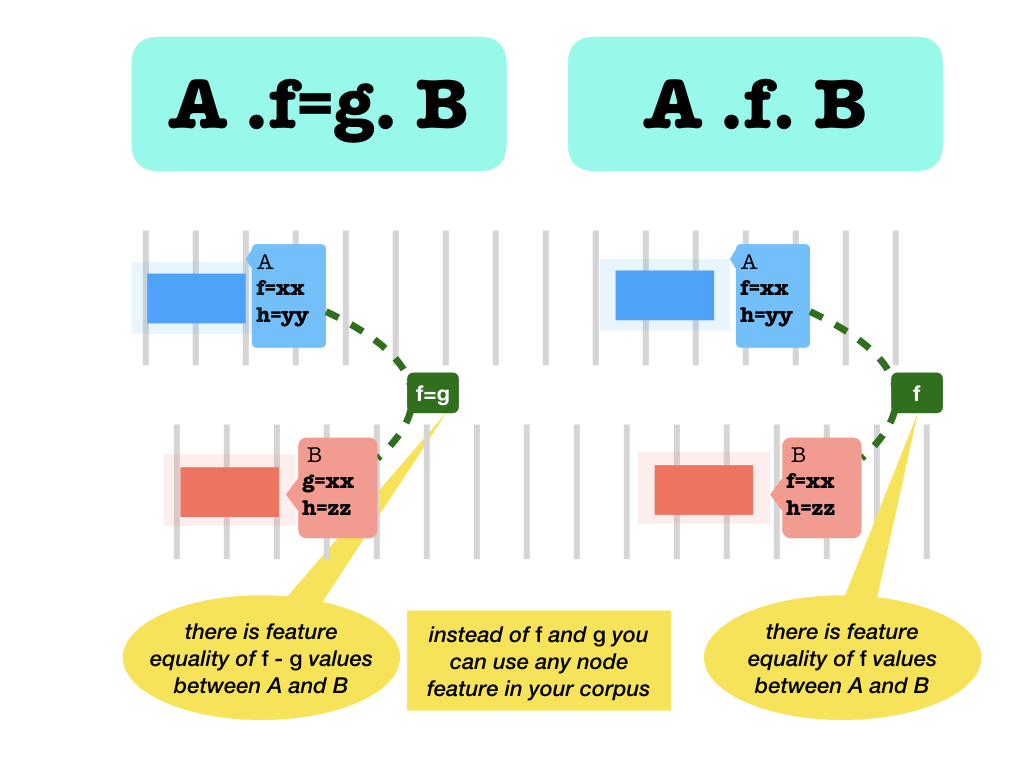 A .f=g. B
A .f. B
A
f=xx
h=yy
A
f=xx
h=yy
f=g
f
B
g=xx
h=zz
B
f=xx
h=zz
there is feature
equality of f - g values
between A and B
instead of f and g you
can use any node
feature in your corpus
there is feature
equality of f values
between A and B